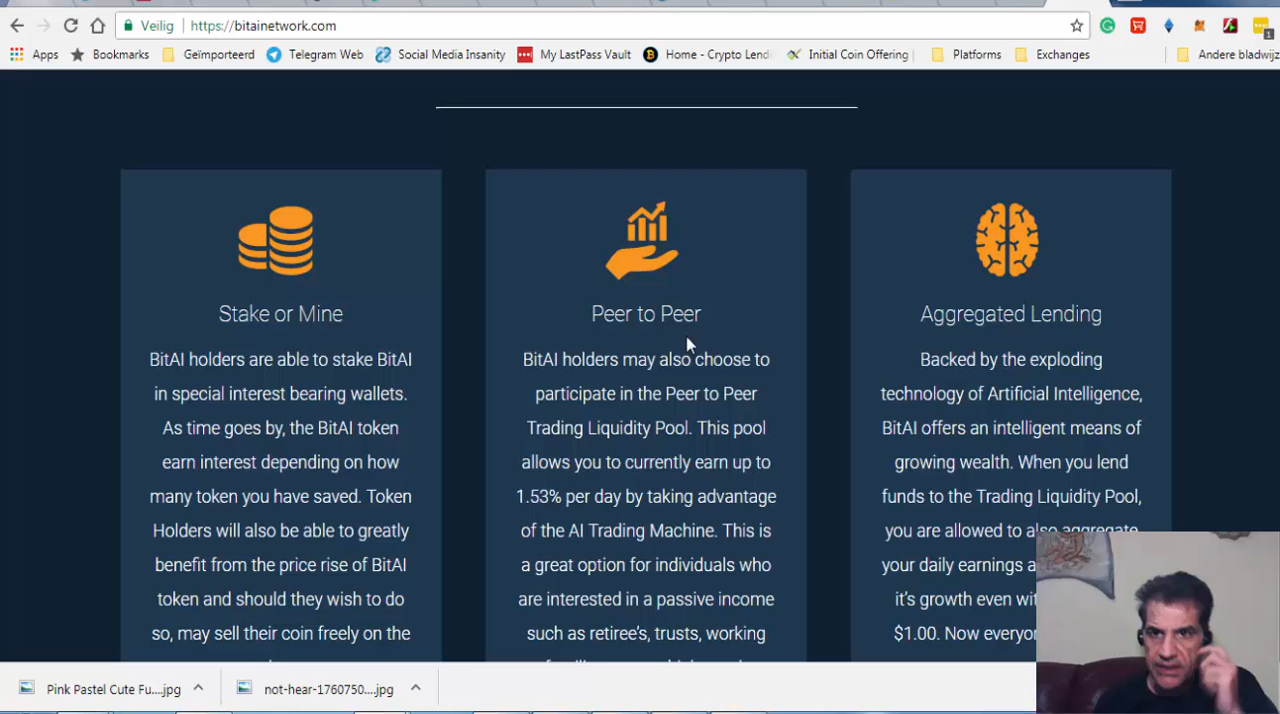 Veilig https://bitainetwork.com
Apps Bookmarks Geïmporteerd Telegram Web Social Media Insanity My LastPass Vault Home - Crypto Lendi Initial Coin Offering | Platforms Exchanges Andere bladwijz
1
Stake or Mine
BitAI holders are able to stake BitAI
in special interest bearing wallets.
As time goes by, the BitAI token
earn interest depending on how
many token you have saved. Token
Holders will also be able to greatly
benefit from the price rise of BitAI
token and should they wish to do
so, may sell their coin freely on the
Peer to Peer
BitAI holders may also choose to
participate in the Peer to Peer
Trading Liquidity Pool. This pool
allows you to currently earn up to
1.53% per day by taking advantage
of the AI Trading Machine. This is
a great option for individuals who
are interested in a passive income
such as retiree's, trusts, working
Aggregated Lending
Backed by the exploding
technology of Artificial Intelligence,
BitAI offers an intelligent means of
growing wealth. When you lend
funds to the Trading Liquidity Pool,
you are allowed to also aggregate
your daily earnings a
it's growth even wit
$1.00. Now everyon
Pink Pastel Cute Fu....jpg
not-hear-1760750....jpg